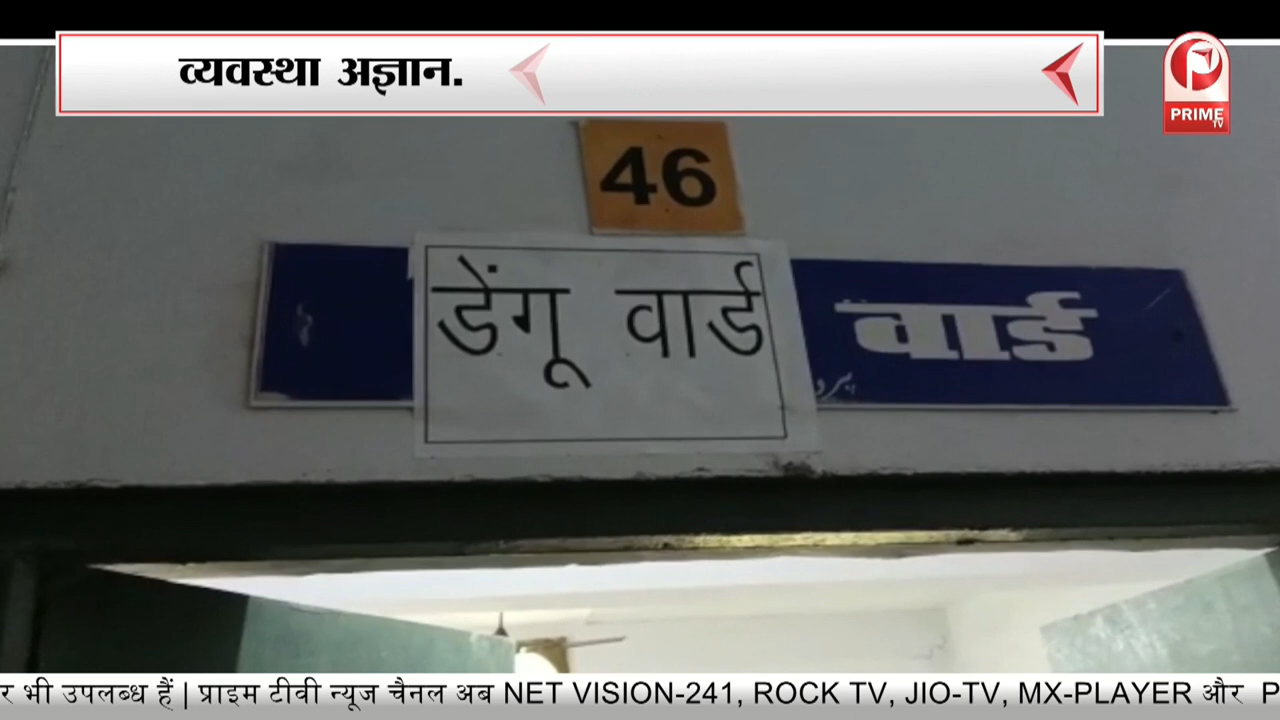 व्यवस्था अज्ञान.
PRIME
TV
46
डेंगू वार्ड
वार्ड
र भी उपलब्ध हैं | प्राइम टीवी न्यूज चैनल अब NET VISION-241, ROCK TV, JIO-TV, MX-PLAYER और P